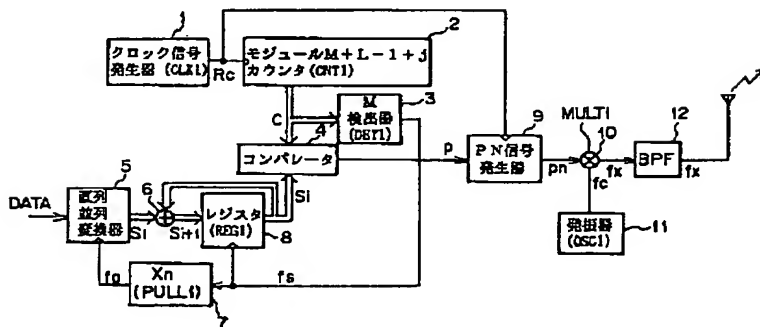 1
クロック信号
発生器(CLK1)
Rc
2
モジュールM+L-1+j
カウンタ(CNT1)
C
3
M
検出器
(DET1)
4
コンパレータ
P
9
PN信号
発生器
pn
MULTI
10
fc
fx
12
BPF
fx
発振器
(OSC1)
11
DATA
5
直列
並列
変換器
Si
6
Si+1
レジスタ
(REG1)
8
Si
fo
Xn
(PULL1)
7
fs